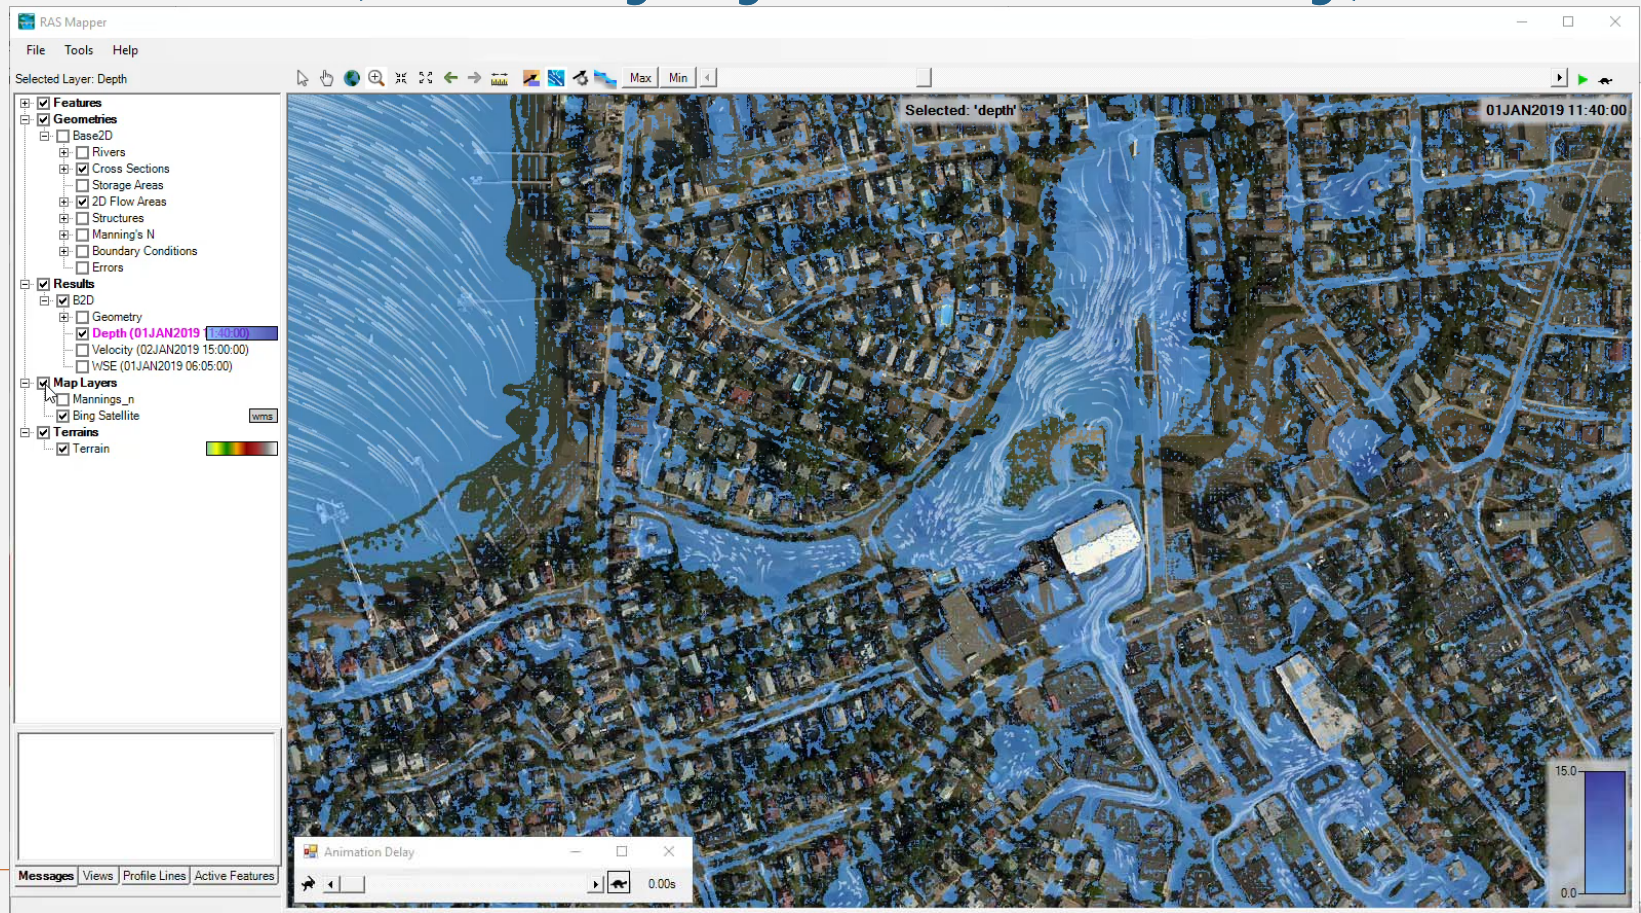 RAS Mapper
File Tools Help
Selected Layer: Depth
Max Min
Features
Geometries
Base2D
Rivers
Cross Sections
Storage Areas
2D Flow Areas
Structures
Manning's N
Boundary Conditions
Errors
Results
B2D
Geometry
Depth (01JAN2019 11:40:00)
Velocity (02JAN2019 15:00:00)
WSE (01JAN2019 06:05:00)
Map Layers
Mannings_n
Bing Satellite wms
Terrains
Terrain
Selected: 'depth'
01JAN2019 11:40:00
15.0
0.0
Animation Delay
0.00s
Messages Views Profile Lines Active Features